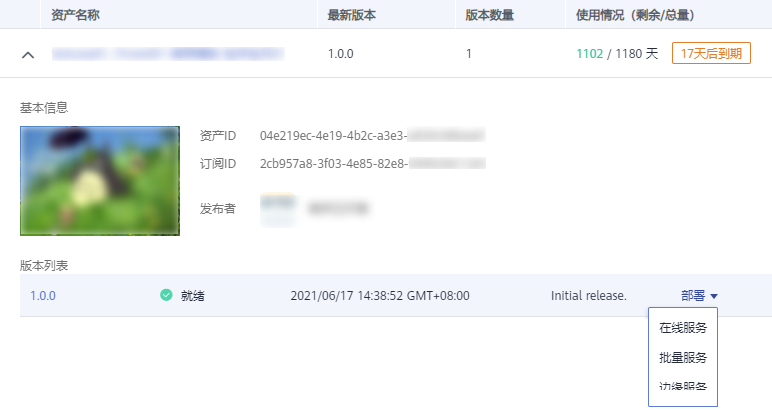 资产名称 最新版本 版本数量 使用情况（剩余/总量）
1.0.0 1 1102 / 1180 天 17天后到期
基本信息
资产ID 04e219ec-4e19-4b2c-a3e3-
订阅ID 2cb957a8-3f03-4e85-82e8-
发布者
版本列表
1.0.0 就绪 2021/06/17 14:38:52 GMT+08:00 Initial release. 部署
在线服务
批量服务
边缘服务